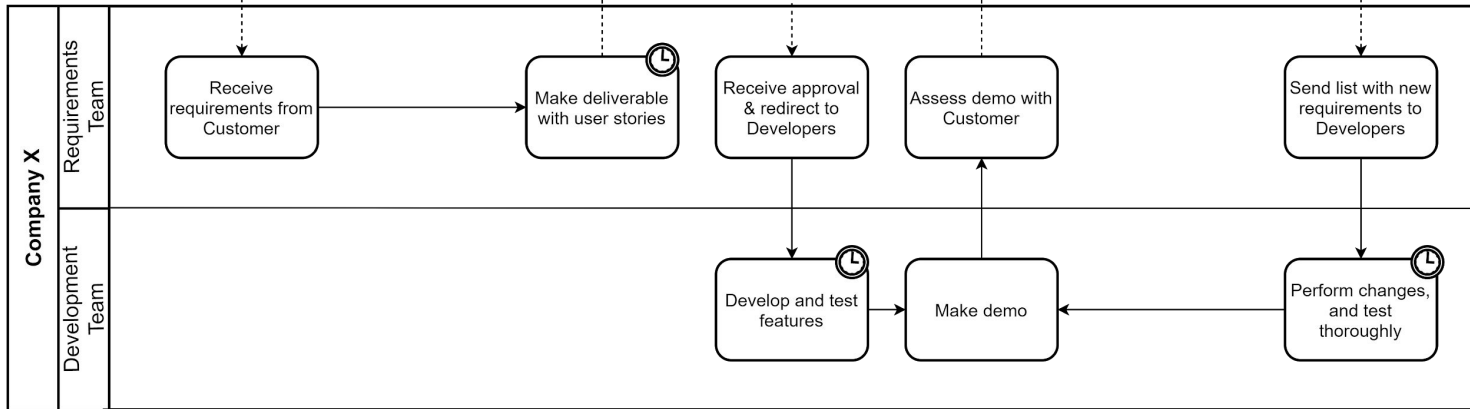 Company X
Requirements
Team
Receive
requirements from
Customer
Make deliverable
with user stories
Receive approval
& redirect to
Developers
Assess demo with
Customer
Send list with new
requirements to
Developers
Development
Team
Develop and test
features
Make demo
Perform changes,
and test
thoroughly